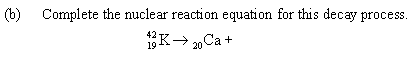 (b) Complete the nuclear reaction equation for this decay process.
⁴²₁₉K → ₂₀Ca +